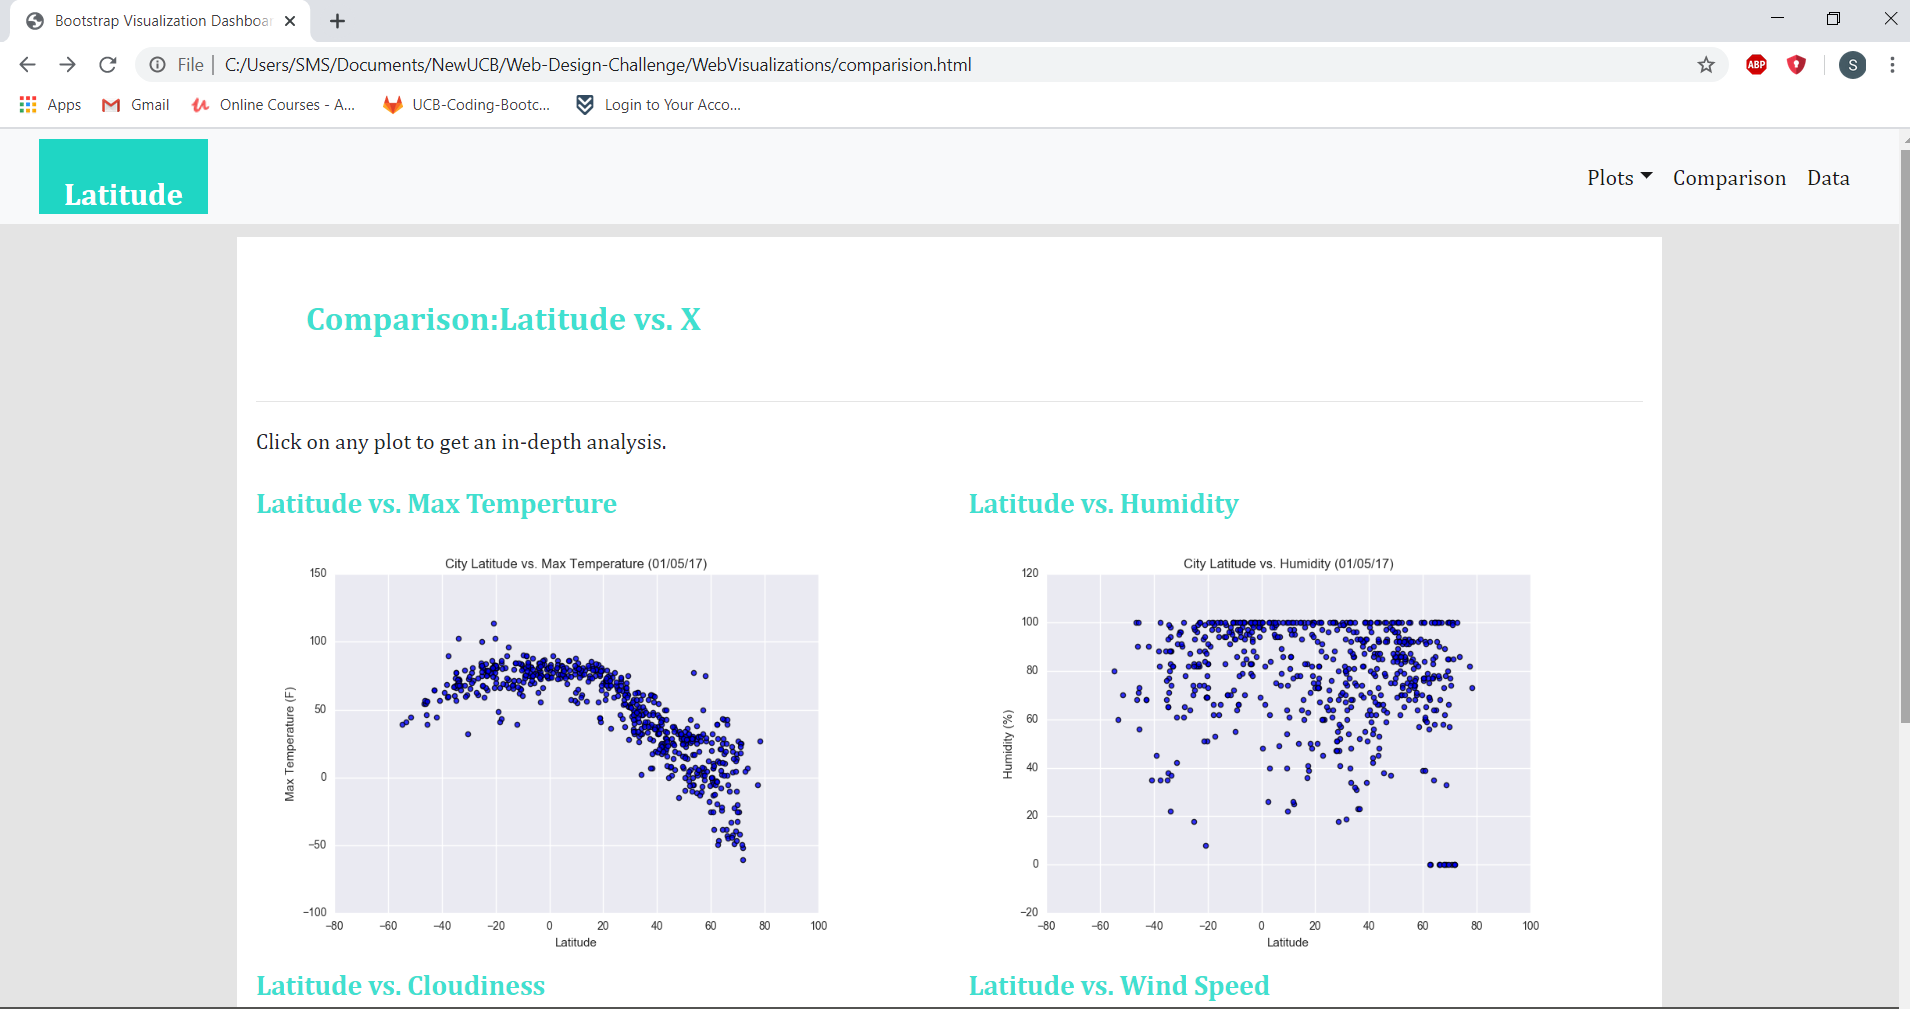 Bootstrap Visualization Dashboar
File | C:/Users/SMS/Documents/NewUCB/Web-Design-Challenge/WebVisualizations/comparision.html
ABP
S
Apps Gmail Online Courses - A... UCB-Coding-Bootc... Login to Your Acco...
Latitude
Plots Comparison Data
Comparison:Latitude vs. X
Click on any plot to get an in-depth analysis.
Latitude vs. Max Temperture
City Latitude vs. Max Temperature (01/05/17)
150
100
50
0
−50
−100
Max Temperature (F)
−80 −60 −40 −20 0 20 40 60 80 100
Latitude
Latitude vs. Humidity
City Latitude vs. Humidity (01/05/17)
120
100
80
60
40
20
0
−20
Humidity (%)
−80 −60 −40 −20 0 20 40 60 80 100
Latitude
Latitude vs. Cloudiness
Latitude vs. Wind Speed